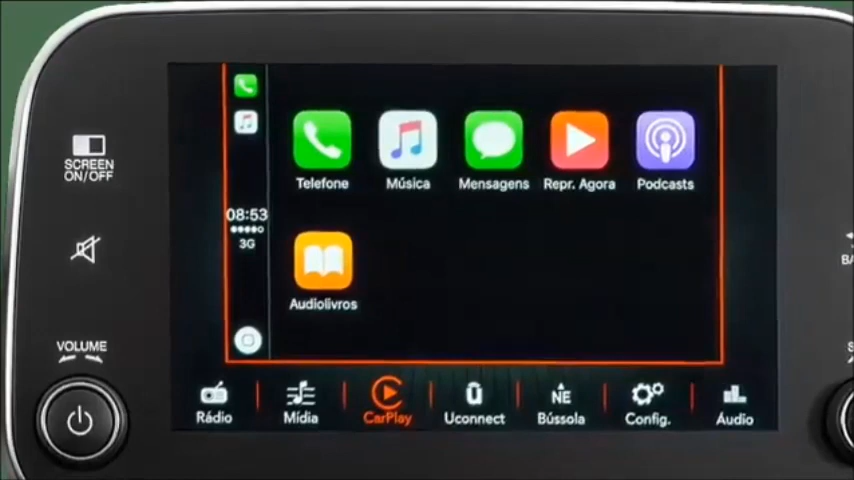 SCREEN
ON/OFF
VOLUME
08:53
3G
Telefone
Música
Mensagens
Repr. Agora
Podcasts
Audiolivros
Rádio
Mídia
CarPlay
Uconnect
NE
Bússola
Config.
Áudio